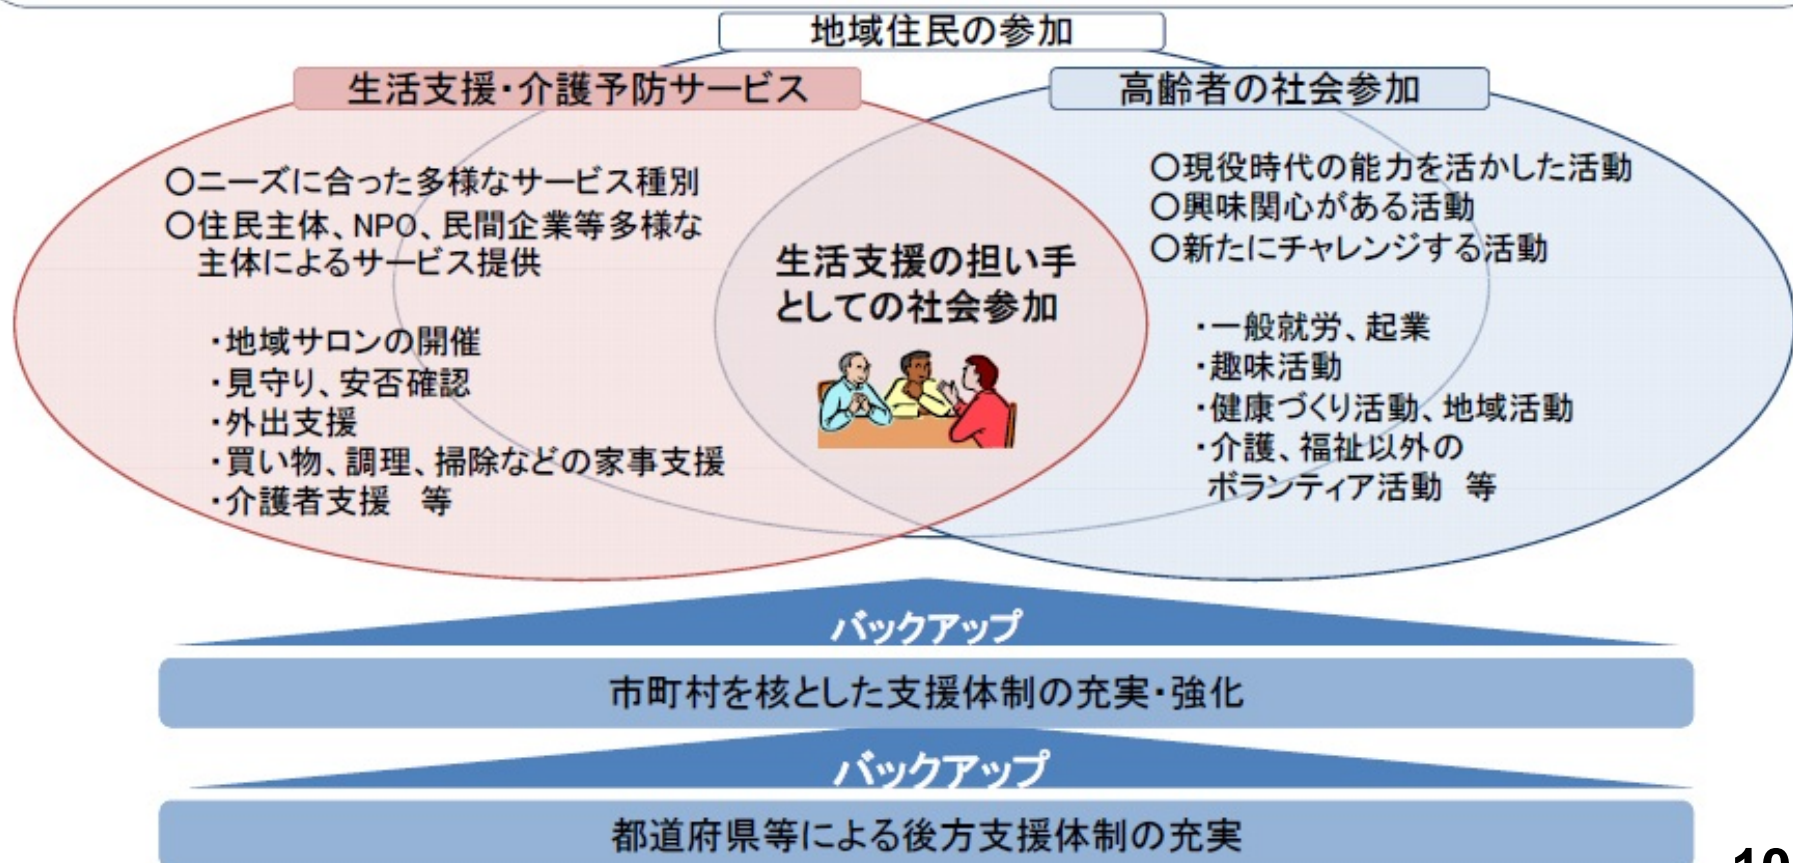 地域住民の参加
生活支援・介護予防サービス
〇ニーズに合った多様なサービス種別
〇住民主体、NPO、民間企業等多様な
主体によるサービス提供
・地域サロンの開催
・見守り、安否確認
・外出支援
・買い物、調理、掃除などの家事支援
・介護者支援　等
生活支援の担い手
としての社会参加
高齢者の社会参加
〇現役時代の能力を活かした活動
〇興味関心がある活動
〇新たにチャレンジする活動
・一般就労、起業
・趣味活動
・健康づくり活動、地域活動
・介護、福祉以外の
ボランティア活動　等
バックアップ
市町村を核とした支援体制の充実・強化
バックアップ
都道府県等による後方支援体制の充実